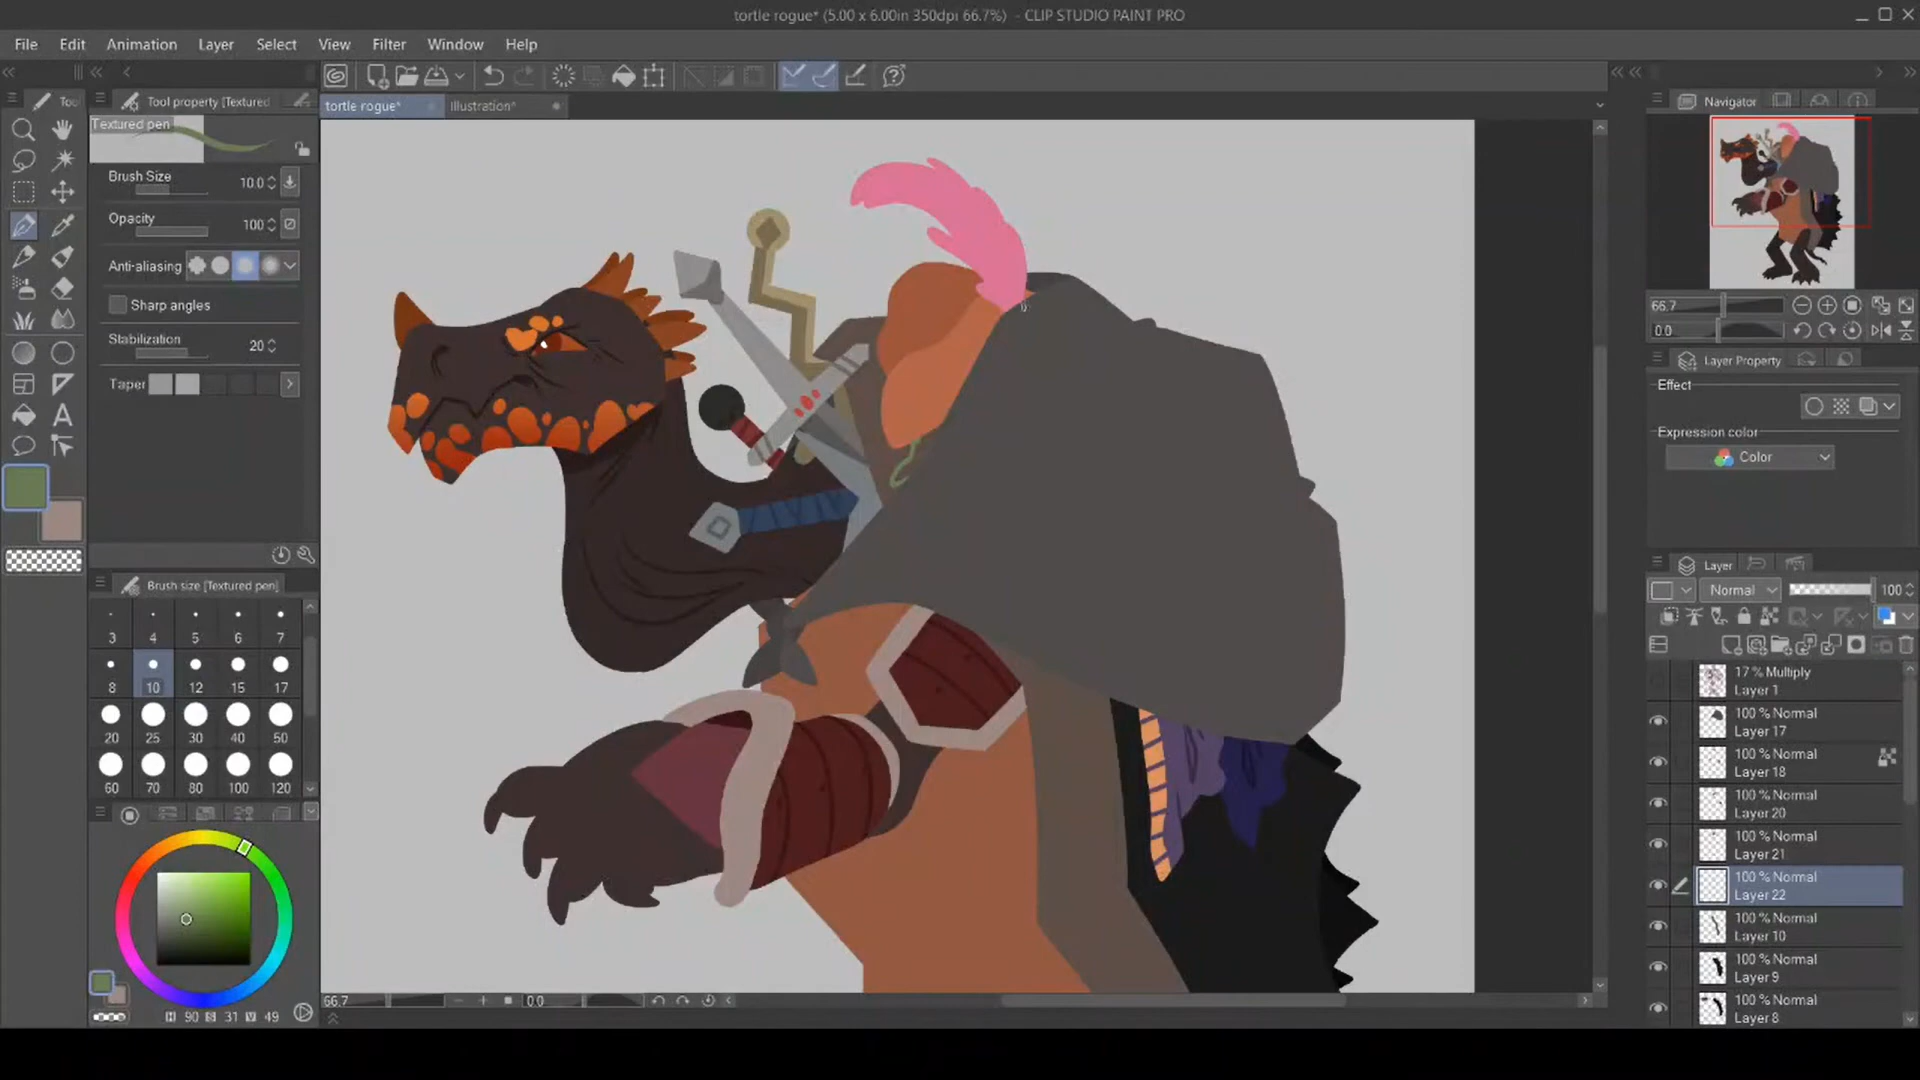 tortle rogue* (5.00 x 6.00in 350dpi 66.7%) - CLIP STUDIO PAINT PRO
File Edit Animation Layer Select View Filter Window Help
Tool property [Textured
Textured pen
Brush Size 10.0
Opacity 100
Anti-aliasing
Sharp angles
Stabilization 20
Taper
Brush size [Textured pen]
3 4 5 6 7
8 10 12 15 17
20 25 30 40 50
60 70 80 100 120
H 90 S 31 V 49
tortle rogue*
Illustration*
66.7
0.0
Navigator
66.7
0.0
Layer Property
Effect
Expression color
Color
Layer
Normal 100
17 % Multiply
Layer 1
100 % Normal
Layer 17
100 % Normal
Layer 18
100 % Normal
Layer 20
100 % Normal
Layer 21
100 % Normal
Layer 22
100 % Normal
Layer 10
100 % Normal
Layer 9
100 % Normal
Layer 8